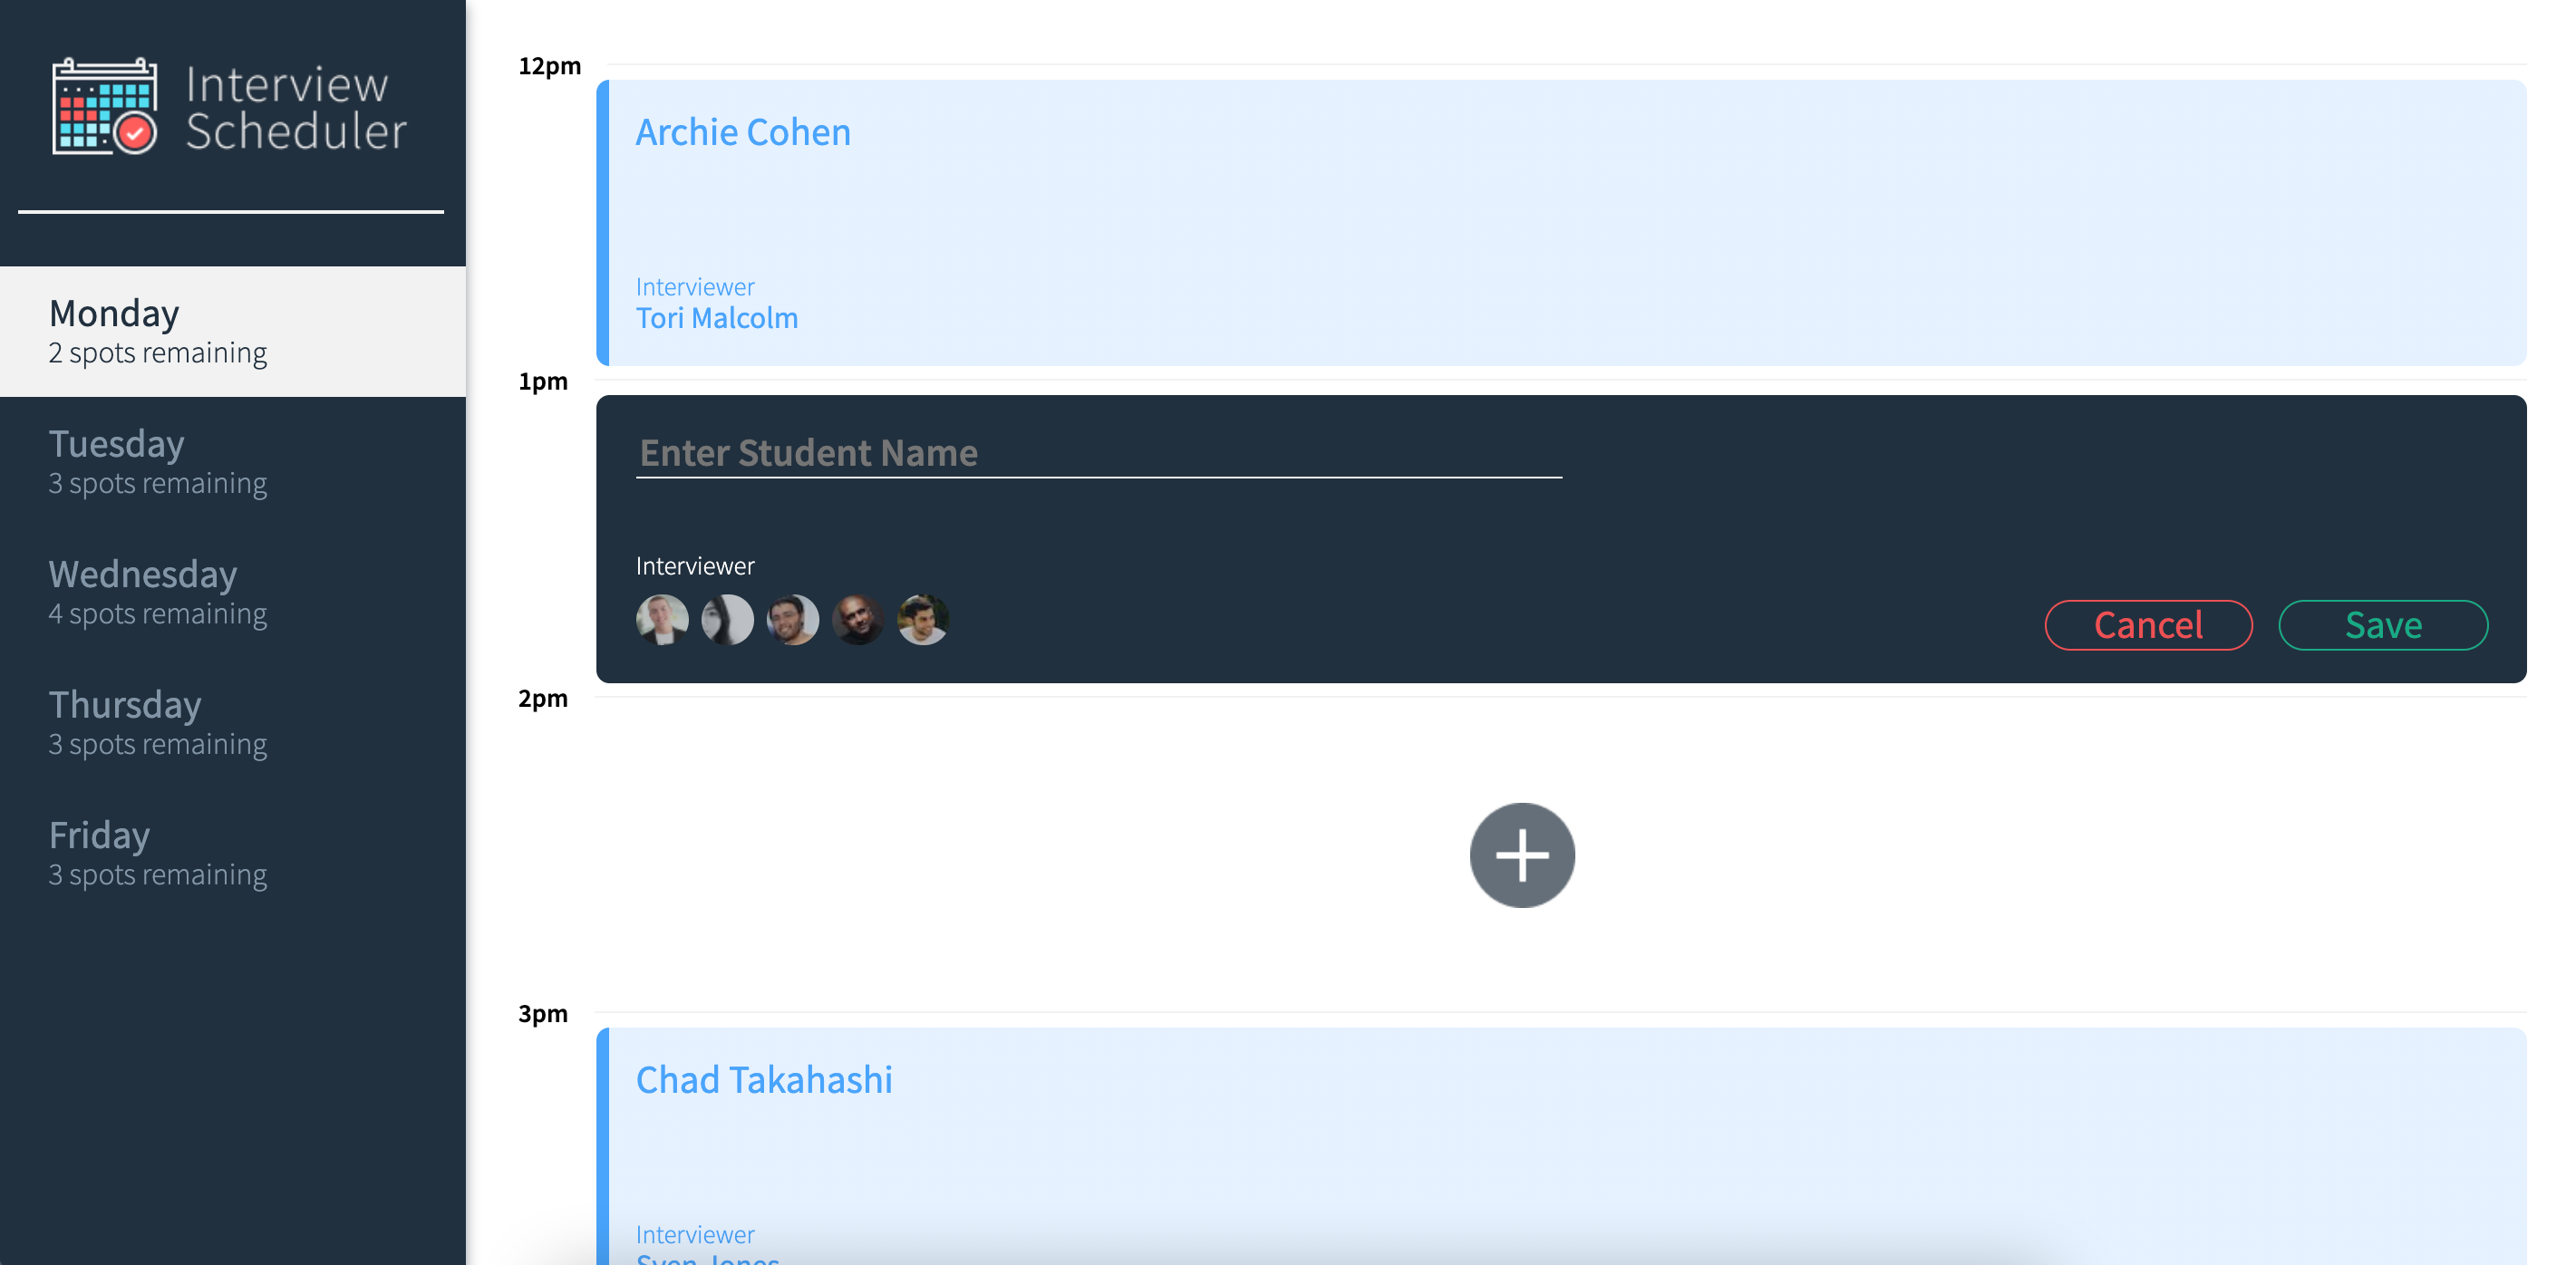 Interview
Scheduler
Monday
2 spots remaining
Tuesday
3 spots remaining
Wednesday
4 spots remaining
Thursday
3 spots remaining
Friday
3 spots remaining
12pm
Archie Cohen
Interviewer
Tori Malcolm
1pm
Enter Student Name
Interviewer
Cancel
Save
2pm
3pm
Chad Takahashi
Interviewer
Sven Jones